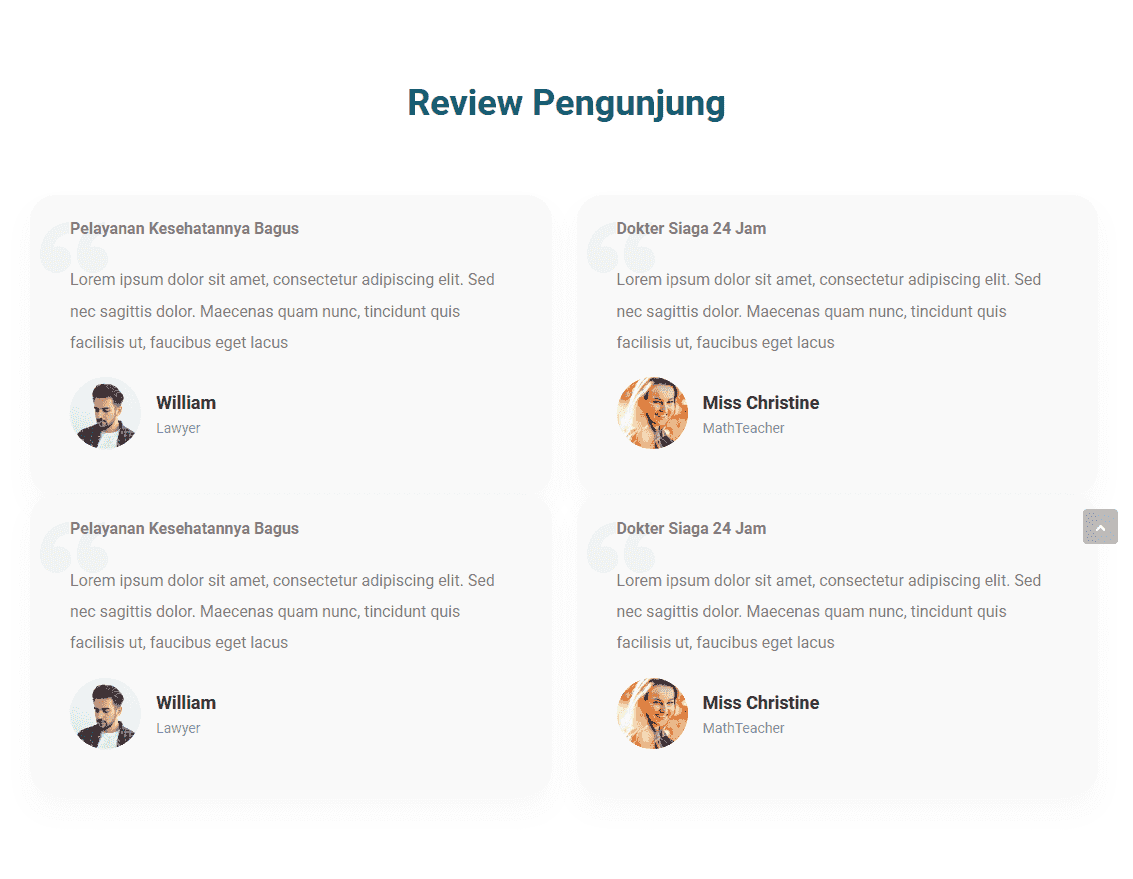 Review Pengunjung
Pelayanan Kesehatannya Bagus
Lorem ipsum dolor sit amet, consectetur adipiscing elit. Sed
nec sagittis dolor. Maecenas quam nunc, tincidunt quis
facilisis ut, faucibus eget lacus
William
Lawyer
Dokter Siaga 24 Jam
Lorem ipsum dolor sit amet, consectetur adipiscing elit. Sed
nec sagittis dolor. Maecenas quam nunc, tincidunt quis
facilisis ut, faucibus eget lacus
Miss Christine
MathTeacher
Pelayanan Kesehatannya Bagus
Lorem ipsum dolor sit amet, consectetur adipiscing elit. Sed
nec sagittis dolor. Maecenas quam nunc, tincidunt quis
facilisis ut, faucibus eget lacus
William
Lawyer
Dokter Siaga 24 Jam
Lorem ipsum dolor sit amet, consectetur adipiscing elit. Sed
nec sagittis dolor. Maecenas quam nunc, tincidunt quis
facilisis ut, faucibus eget lacus
Miss Christine
MathTeacher